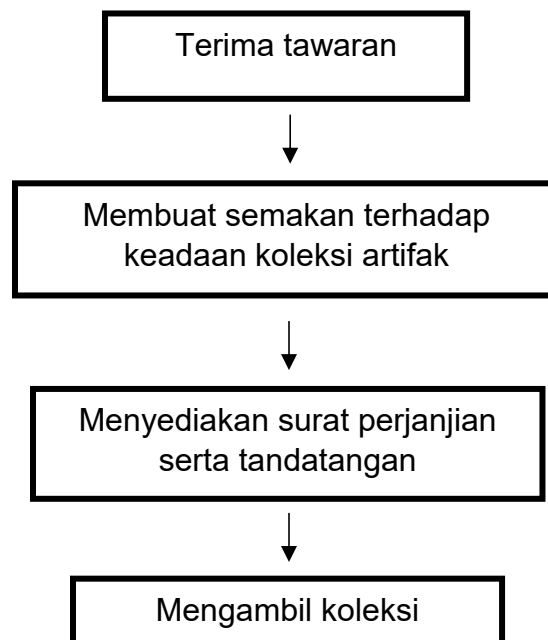 Terima tawaran
Membuat semakan terhadap
keadaan koleksi artifak
Menyediakan surat perjanjian
serta tandatangan
Mengambil koleksi